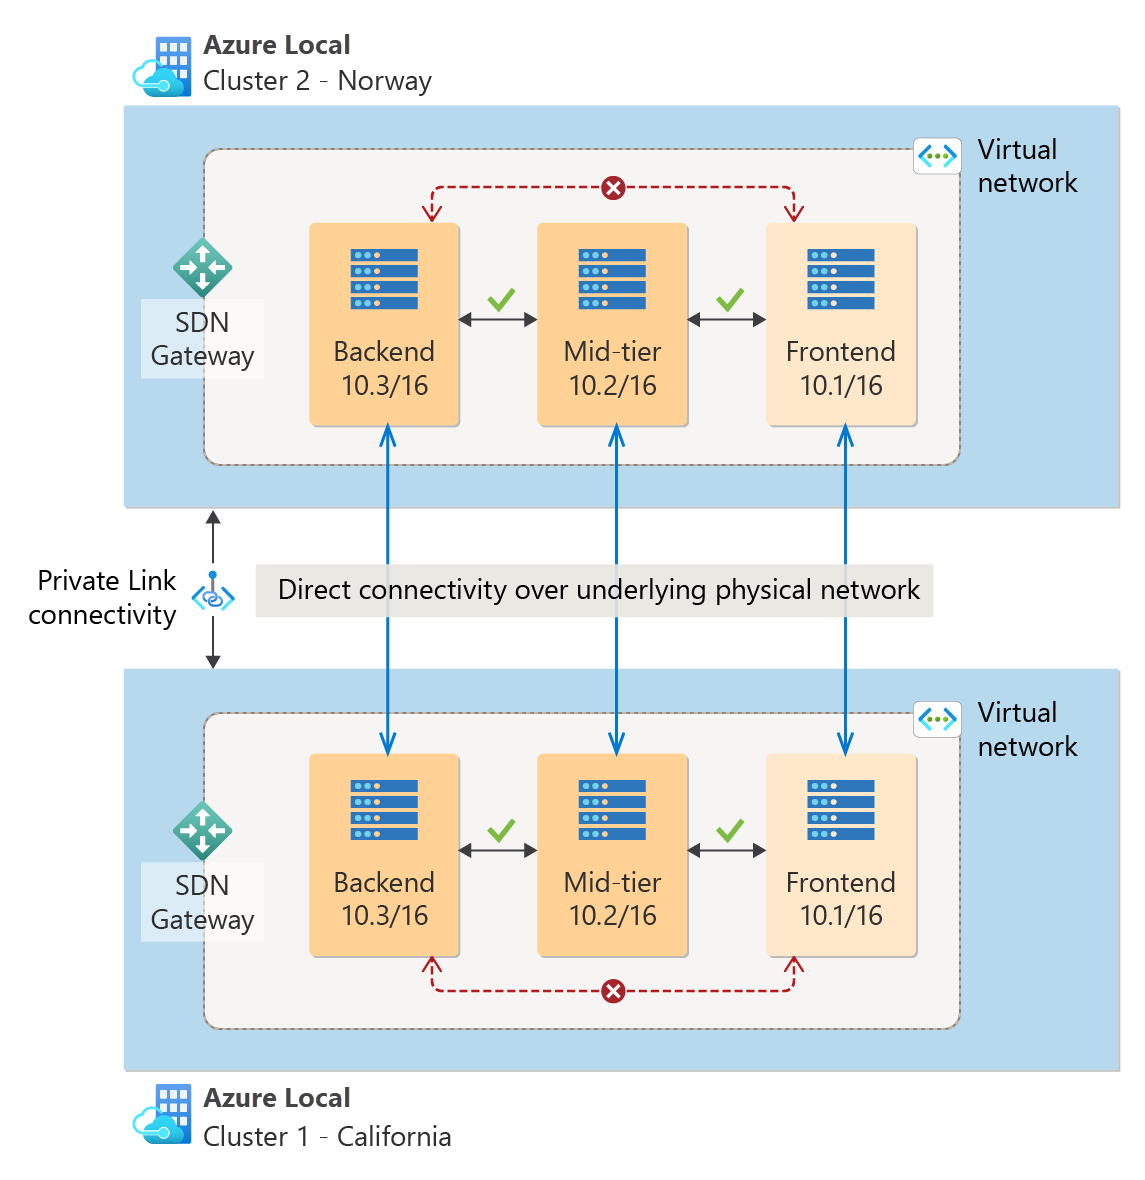 Azure Local
Cluster 2 - Norway
Virtual
network
SDN
Gateway
Backend
10.3/16
Mid-tier
10.2/16
Frontend
10.1/16
Private Link
connectivity
Direct connectivity over underlying physical network
Virtual
network
SDN
Gateway
Backend
10.3/16
Mid-tier
10.2/16
Frontend
10.1/16
Azure Local
Cluster 1 - California